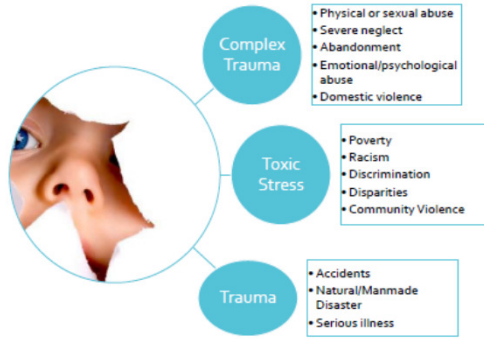 Complex
Trauma
• Physical or sexual abuse
• Severe neglect
• Abandonment
• Emotional/psychological
abuse
• Domestic violence
Toxic
Stress
• Poverty
• Racism
• Discrimination
• Disparities
• Community Violence
Trauma
• Accidents
• Natural/Manmade
Disaster
• Serious illness